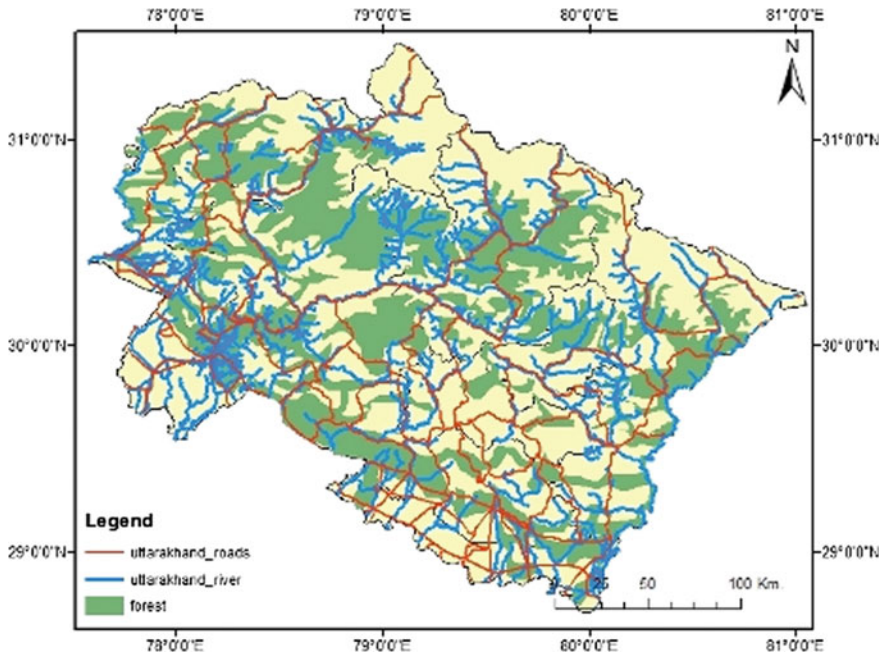 78°0'0"E 79°0'0"E 80°0'0"E 81°0'0"E
N
31°0'0"N 31°0'0"N
30°0'0"N 30°0'0"N
29°0'0"N 29°0'0"N
Legend
uttarakhand_roads
uttarakhand_river
forest
0 25 50 100 Km
78°0'0"E 79°0'0"E 80°0'0"E 81°0'0"E